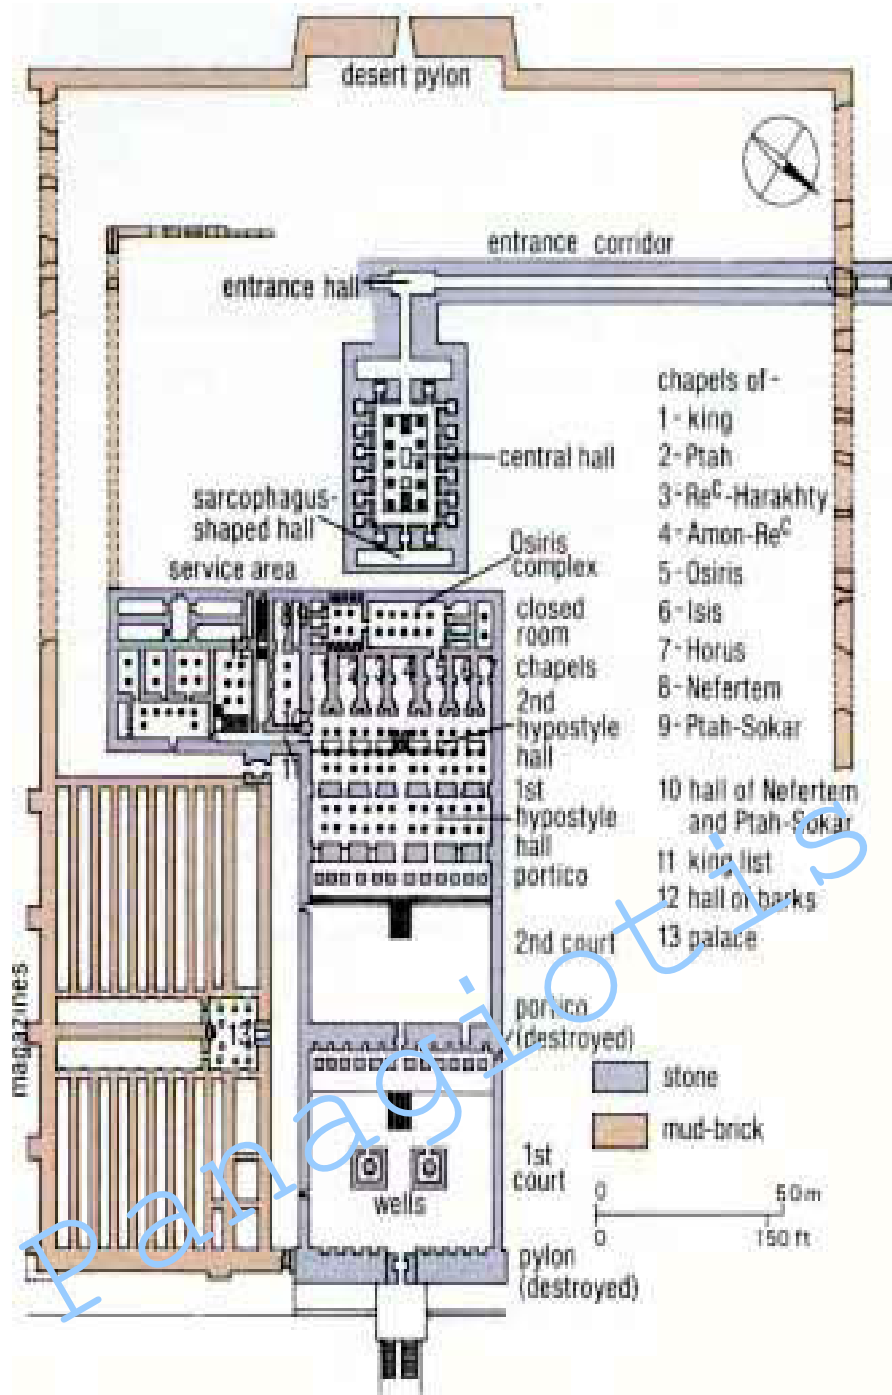 desert pylon
entrance corridor
entrance hall
chapels of-
1-king
central hall
2-Ptah
sarcophagus-
shaped hall
3-Reᶜ-Harakhty
4-Amon-Reᶜ
Osiris
complex
service area
5-Osiris
closed
room
6-Isis
chapels
7-Horus
2nd
hypostyle
hall
8-Nefertem
9-Ptah-Sokar
1st
hypostyle
hall
10 hall of Nefertem
and Ptah-Sokar
portico
11 king list
12 hall of barks
2nd court
13 palace
magazines
portico
(destroyed)
13
stone
mud-brick
1st
court
wells
0 50m
0 150 ft
pylon
(destroyed)
Panagiotis
12
11